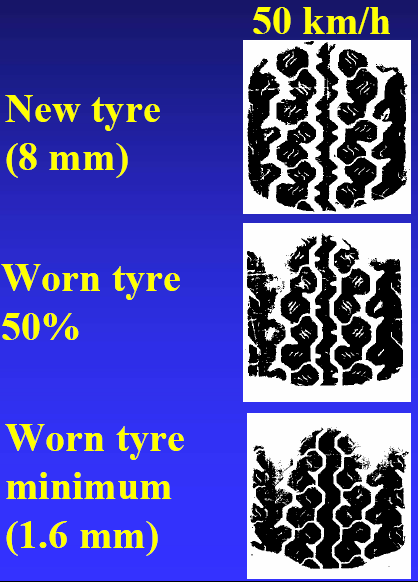 50 km/h
New tyre
(8 mm)
Worn tyre
50%
Worn tyre
minimum
(1.6 mm)